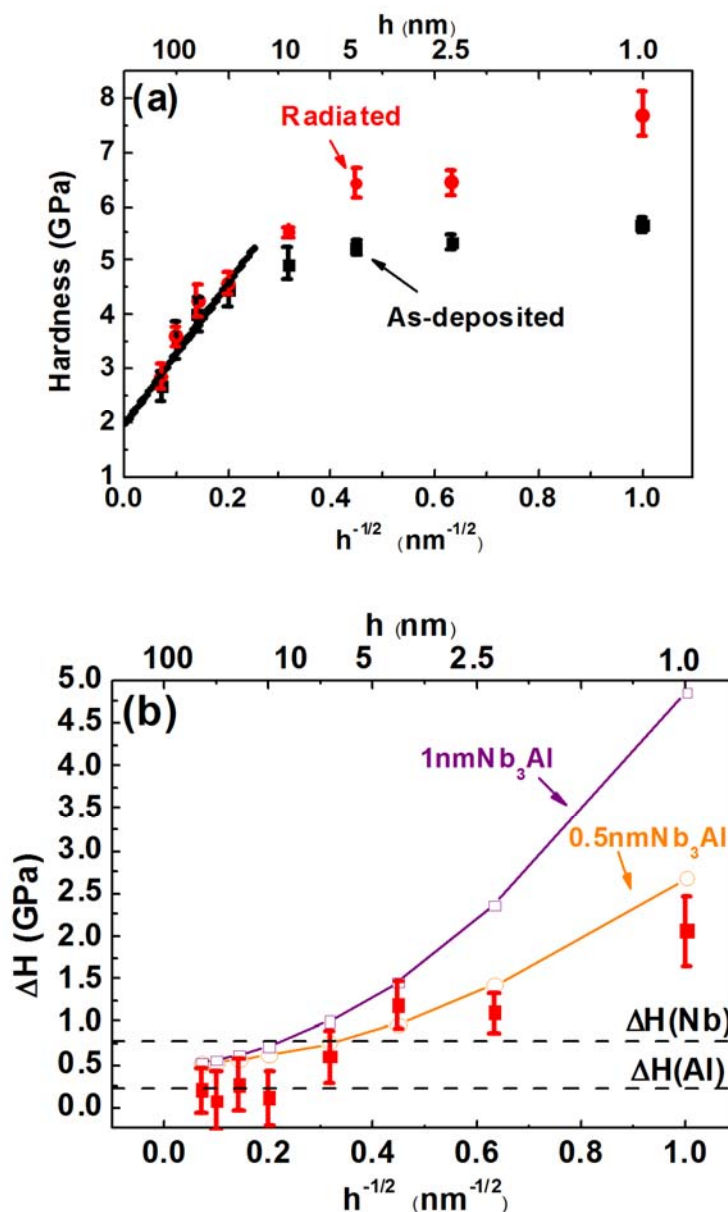 h (nm)
100 10 5 2.5 1.0
(a)
8
7
6
5
4
3
2
1
Hardness (GPa)
Radiated
As-deposited
0.0 0.2 0.4 0.6 0.8 1.0
h⁻¹/² (nm⁻¹/²)
h (nm)
100 10 5 2.5 1.0
(b)
5.0
4.5
4.0
3.5
3.0
2.5
2.0
1.5
1.0
0.5
0.0
ΔH (GPa)
1nmNb₃Al
0.5nmNb₃Al
ΔH(Nb)
ΔH(Al)
0.0 0.2 0.4 0.6 0.8 1.0
h⁻¹/² (nm⁻¹/²)